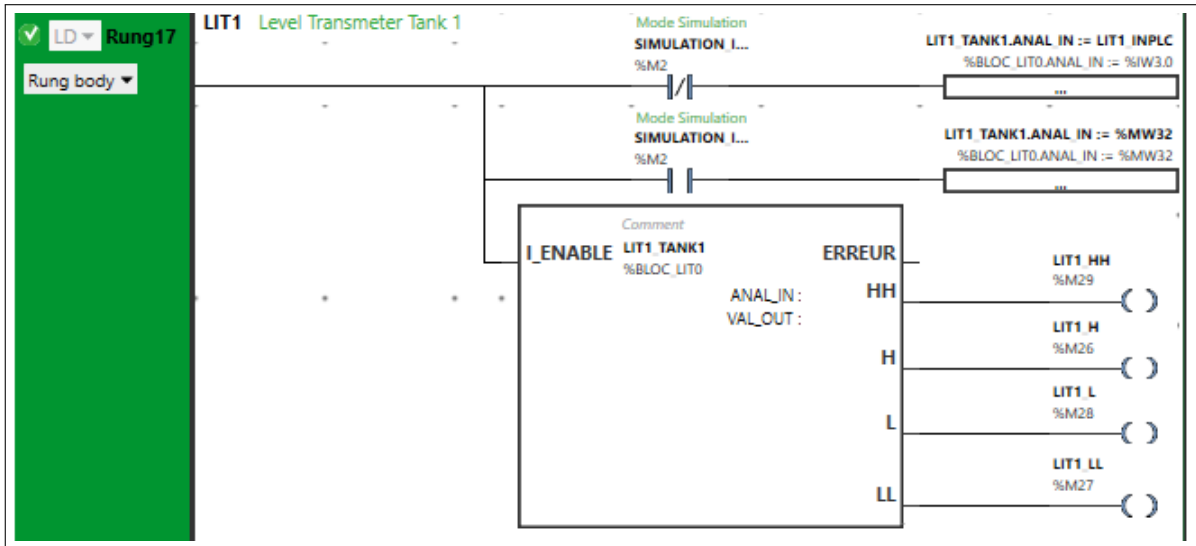 LD Rung17
Rung body
LIT1 Level Transmeter Tank 1
Mode Simulation
SIMULATION_I...
%M2
LIT1_TANK1.ANAL_IN := LIT1_INPLC
%BLOC_LIT0.ANAL_IN := %IW3.0
...
Mode Simulation
SIMULATION_I...
%M2
LIT1_TANK1.ANAL_IN := %MW32
%BLOC_LIT0.ANAL_IN := %MW32
...
Comment
I_ENABLE LIT1_TANK1 ERREUR
%BLOC_LIT0
ANAL_IN :
VAL_OUT :
HH
LIT1_HH
%M29
H
LIT1_H
%M26
L
LIT1_L
%M28
LL
LIT1_LL
%M27